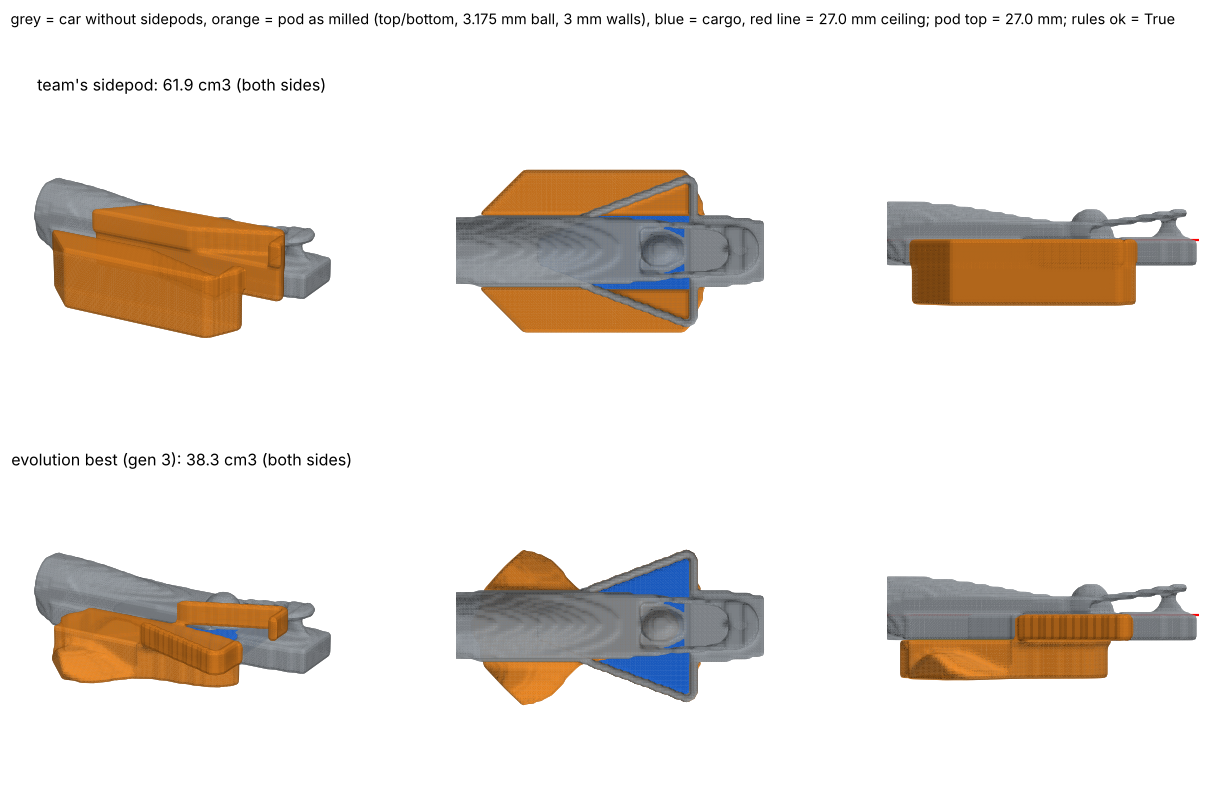 grey = car without sidepods, orange = pod as milled (top/bottom, 3.175 mm ball, 3 mm walls), blue = cargo, red line = 27.0 mm ceiling; pod top = 27.0 mm; rules ok = True
team's sidepod: 61.9 cm3 (both sides)
evolution best (gen 3): 38.3 cm3 (both sides)